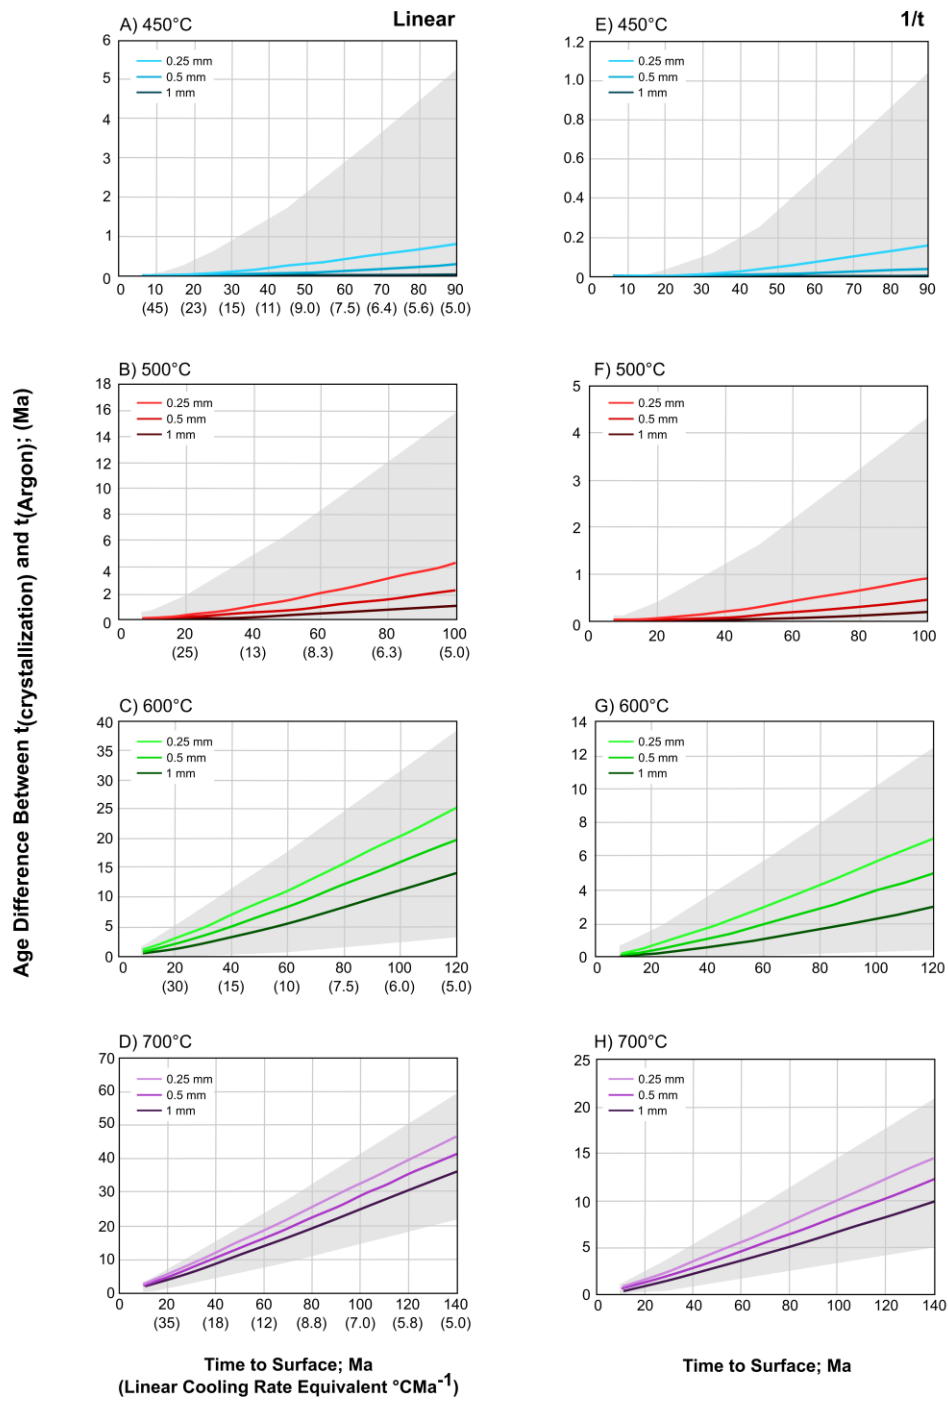 Linear
1/t
A) 450°C
0.25 mm
0.5 mm
1 mm
6
5
4
3
2
1
0
0 10 20 30 40 50 60 70 80 90
(45) (23) (15) (11) (9.0) (7.5) (6.4) (5.6) (5.0)
E) 450°C
0.25 mm
0.5 mm
1 mm
1.2
1.0
0.8
0.6
0.4
0.2
0.0
0 10 20 30 40 50 60 70 80 90
B) 500°C
0.25 mm
0.5 mm
1 mm
18
16
14
12
10
8
6
4
2
0
0 20 40 60 80 100
(25) (13) (8.3) (6.3) (5.0)
F) 500°C
0.25 mm
0.5 mm
1 mm
5
4
3
2
1
0
0 20 40 60 80 100
C) 600°C
0.25 mm
0.5 mm
1 mm
40
35
30
25
20
15
10
5
0
0 20 40 60 80 100 120
(30) (15) (10) (7.5) (6.0) (5.0)
G) 600°C
0.25 mm
0.5 mm
1 mm
14
12
10
8
6
4
2
0
0 20 40 60 80 100 120
D) 700°C
0.25 mm
0.5 mm
1 mm
70
60
50
40
30
20
10
0
0 20 40 60 80 100 120 140
(35) (18) (12) (8.8) (7.0) (5.8) (5.0)
H) 700°C
0.25 mm
0.5 mm
1 mm
25
20
15
10
5
0
0 20 40 60 80 100 120 140
Age Difference Between t(crystallization) and t(Argon); (Ma)
Time to Surface; Ma
(Linear Cooling Rate Equivalent °CMa-1)
Time to Surface; Ma